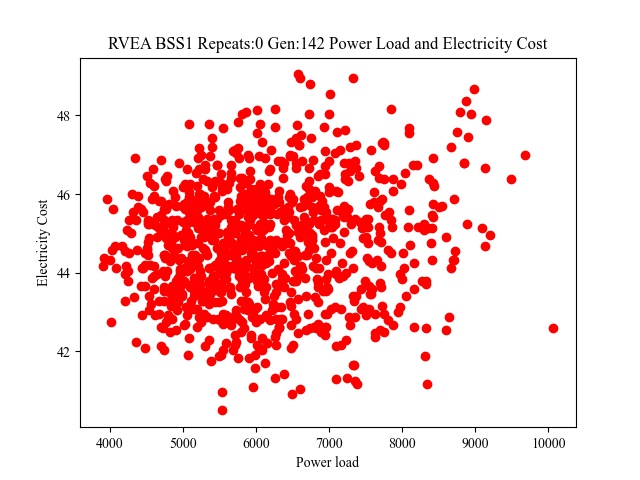 RVEA BSS1 Repeats:0 Gen:142 Power Load and Electricity Cost
48
46
44
42
Electricity Cost
4000 5000 6000 7000 8000 9000 10000
Power load